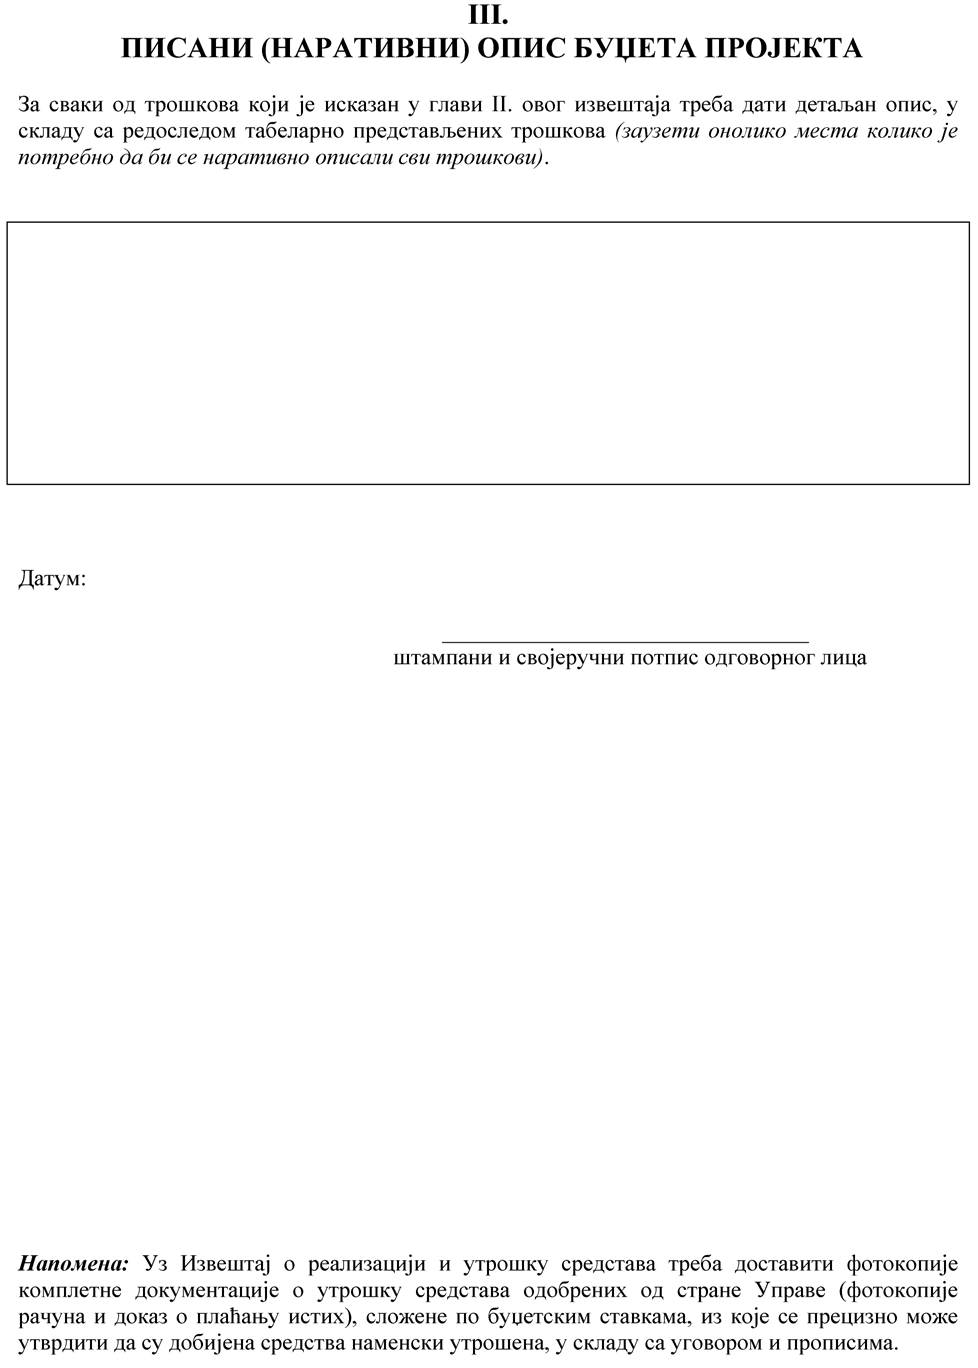 III.
ПИСАНИ (НАРАТИВНИ) ОПИС БУЏЕТА ПРОЈЕКТА
За сваки од трошкова који је исказан у глави II. овог извештаја треба дати детаљан опис, у
складу са редоследом табеларно представљених трошкова (заузети онолико места колико је
потребно да би се наративно описали сви трошкови).
Датум:
штампани и својеручни потпис одговорног лица
Напомена: Уз Извештај о реализацији и утрошку средстава треба доставити фотокопије
комплетне документације о утрошку средстава одобрених од стране Управе (фотокопије
рачуна и доказ о плаћању истих), сложене по буџетским ставкама, из које се прецизно може
утврдити да су добијена средства наменски утрошена, у складу са уговором и прописима.